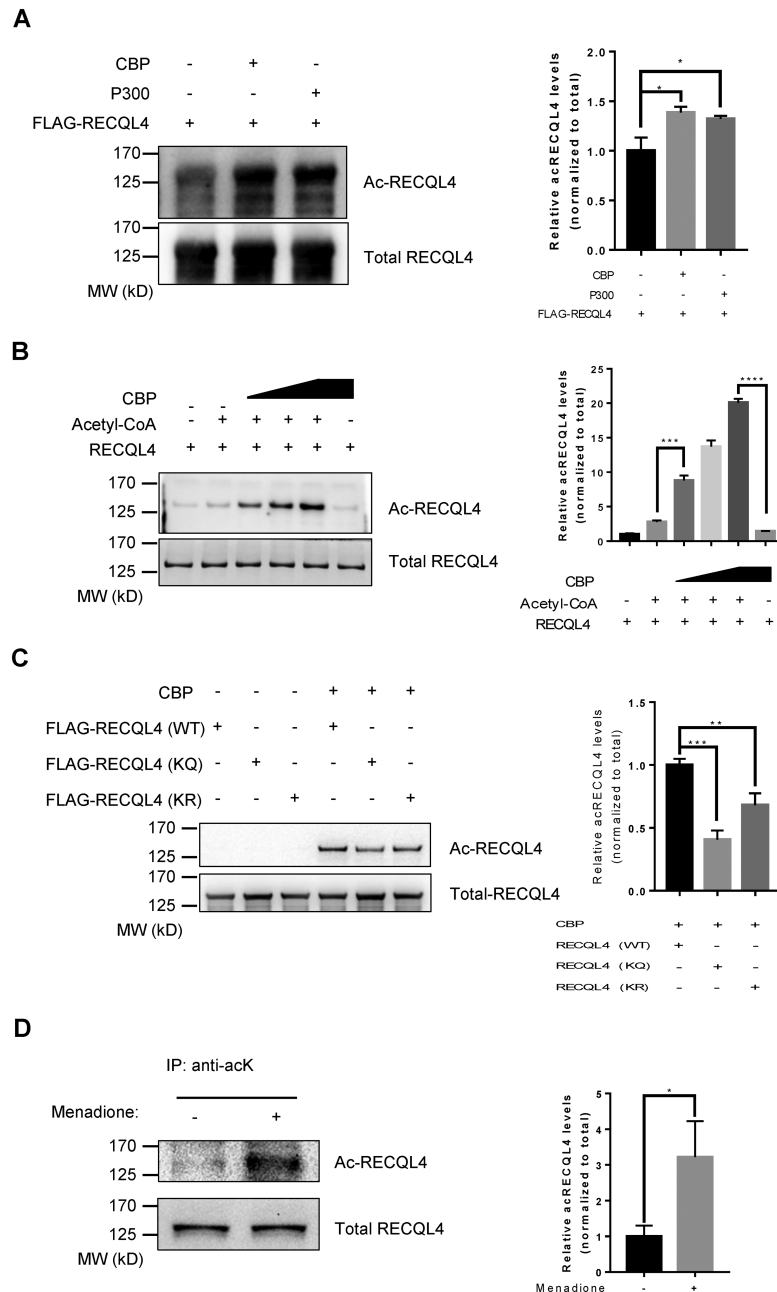 A
CBP - + -
P300 - - +
FLAG-RECQL4 + + +
170
125
Ac-RECQL4
170
125
Total RECQL4
MW (kD)
Relative acRECQL4 levels
(normalized to total)
2.0
1.5
1.0
0.5
0.0
*
*
CBP - + -
P300 - - +
FLAG-RECQL4 + + +
B
CBP - -
Acetyl-CoA - + + + + -
RECQL4 + + + + + +
170
125
Ac-RECQL4
170
125
Total RECQL4
MW (kD)
Relative acRECQL4 levels
(normalized to total)
25
20
15
10
5
0
***
****
CBP
Acetyl-CoA - + + + + -
RECQL4 + + + + + +
C
CBP - - - + + +
FLAG-RECQL4 (WT) + - - + - -
FLAG-RECQL4 (KQ) - + - - + -
FLAG-RECQL4 (KR) - - + - - +
170
125
Ac-RECQL4
170
125
Total-RECQL4
MW (kD)
Relative acRECQL4 levels
(normalized to total)
1.5
1.0
0.5
0.0
**
***
CBP + + +
RECQL4 (WT) + - -
RECQL4 (KQ) - + -
RECQL4 (KR) - - +
D
IP: anti-acK
Menadione: - +
170
125
Ac-RECQL4
170
125
Total RECQL4
MW (kD)
Relative acRECQL4 levels
(normalized to total)
5
4
3
2
1
0
*
Menadione - +